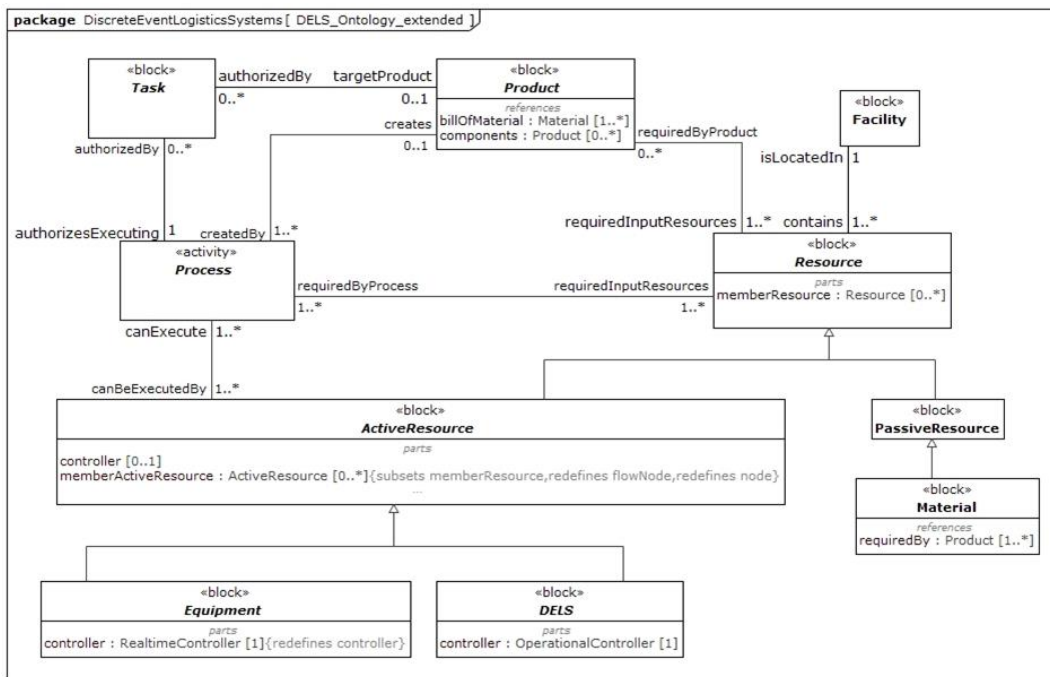 package DiscreteEventLogisticsSystems [ DELS_Ontology_extended ]
«block»
Task
authorizedBy
0..*
targetProduct
0..1
«block»
Product
references
billOfMaterial : Material [1..*]
components : Product [0..*]
creates
0..1
requiredByProduct
0..*
«block»
Facility
isLocatedIn 1
authorizedBy 0..*
authorizesExecuting 1
createdBy 1..*
requiredInputResources 1..*
contains 1..*
«activity»
Process
requiredByProcess
1..*
requiredInputResources
1..*
«block»
Resource
parts
memberResource : Resource [0..*]
canExecute 1..*
canBeExecutedBy 1..*
«block»
ActiveResource
parts
controller [0..1]
memberActiveResource : ActiveResource [0..*]{subsets memberResource,redefines flowNode,redefines node}
...
«block»
PassiveResource
«block»
Material
references
requiredBy : Product [1..*]
«block»
Equipment
parts
controller : RealtimeController [1]{redefines controller}
«block»
DELS
parts
controller : OperationalController [1]